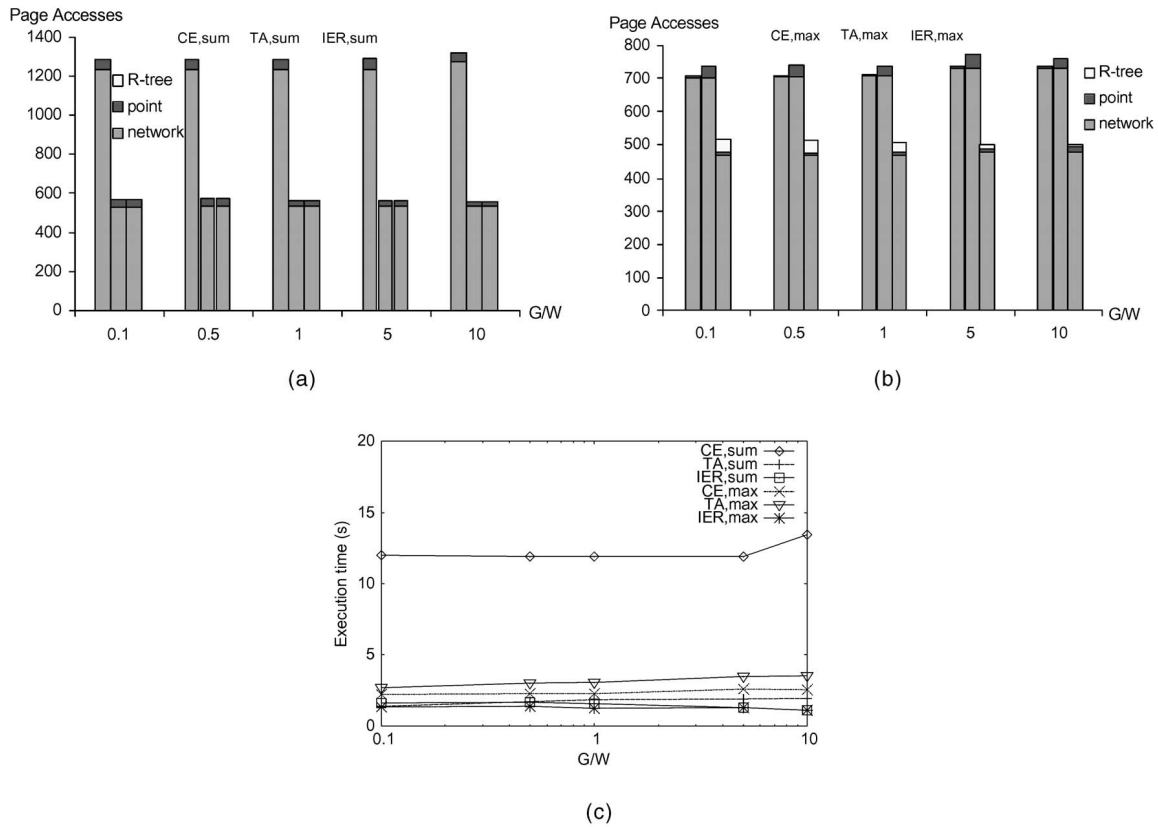 Page Accesses
1400
1200
1000
800
600
400
200
0
CE,sum TA,sum IER,sum
R-tree
point
network
0.1 0.5 1 5 10
G/W
(a)
Page Accesses
800
700
600
500
400
300
200
100
0
CE,max TA,max IER,max
R-tree
point
network
0.1 0.5 1 5 10
G/W
(b)
20
15
10
5
0
Execution time (s)
CE,sum
TA,sum
IER,sum
CE,max
TA,max
IER,max
0.1 1 10
G/W
(c)